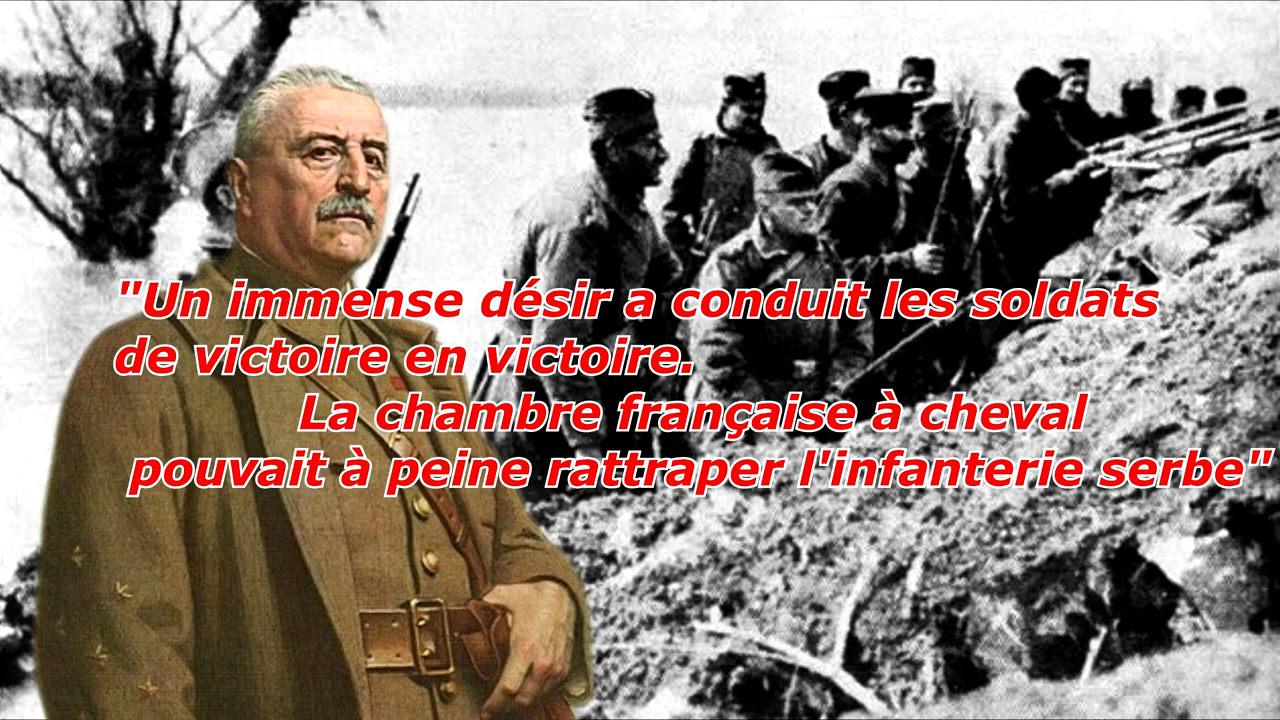 "Un immense désir a conduit les soldats
de victoire en victoire.
La chambre française à cheval
pouvait à peine rattraper l'infanterie serbe"